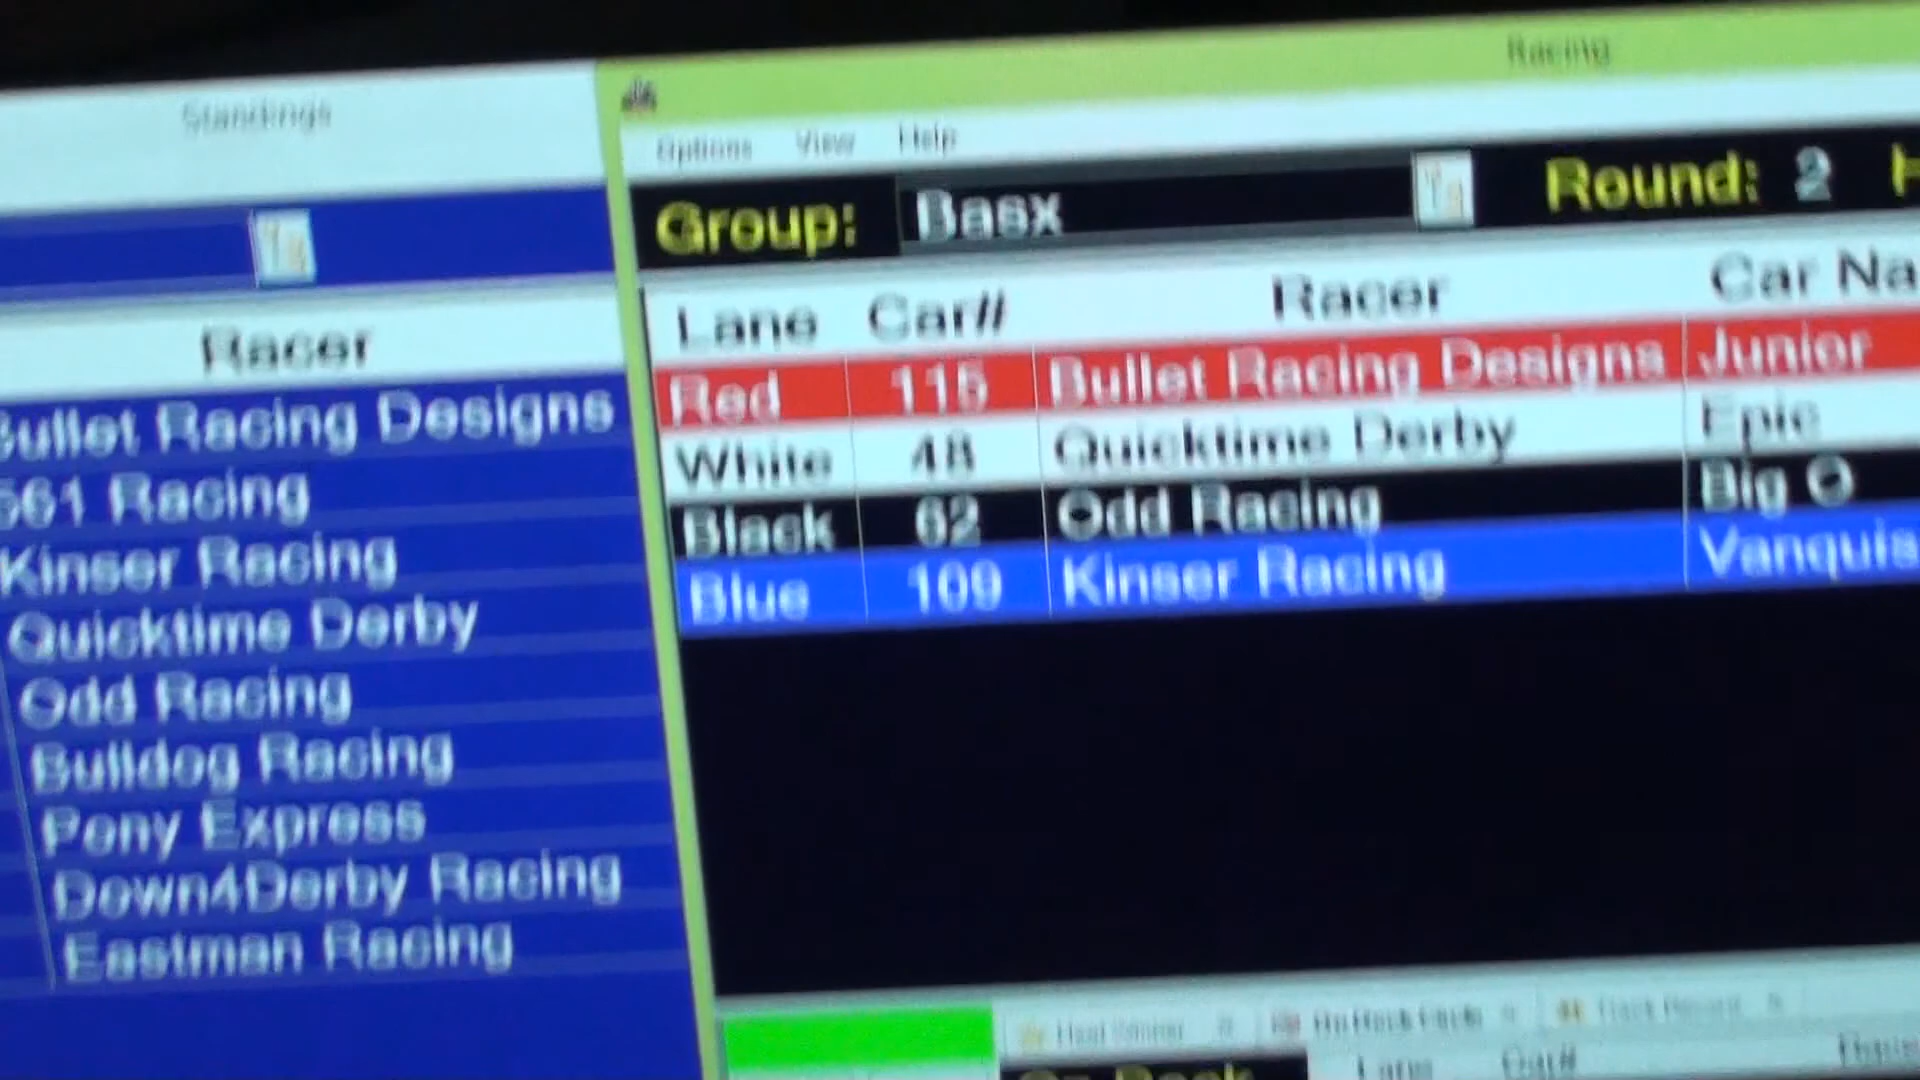 Standings
Racer
Bullet Racing Designs
561 Racing
Kinser Racing
Quicktime Derby
Odd Racing
Bulldog Racing
Pony Express
Down4Derby Racing
Eastman Racing
Racing
Options View Help
Group: Basx Round: 2 H
Lane Car# Racer Car Na
Red 115 Bullet Racing Designs Junior
White 48 Quicktime Derby Epic
Black 62 Odd Racing Big O
Blue 109 Kinser Racing Vanquis
Track Record
Lane Car#